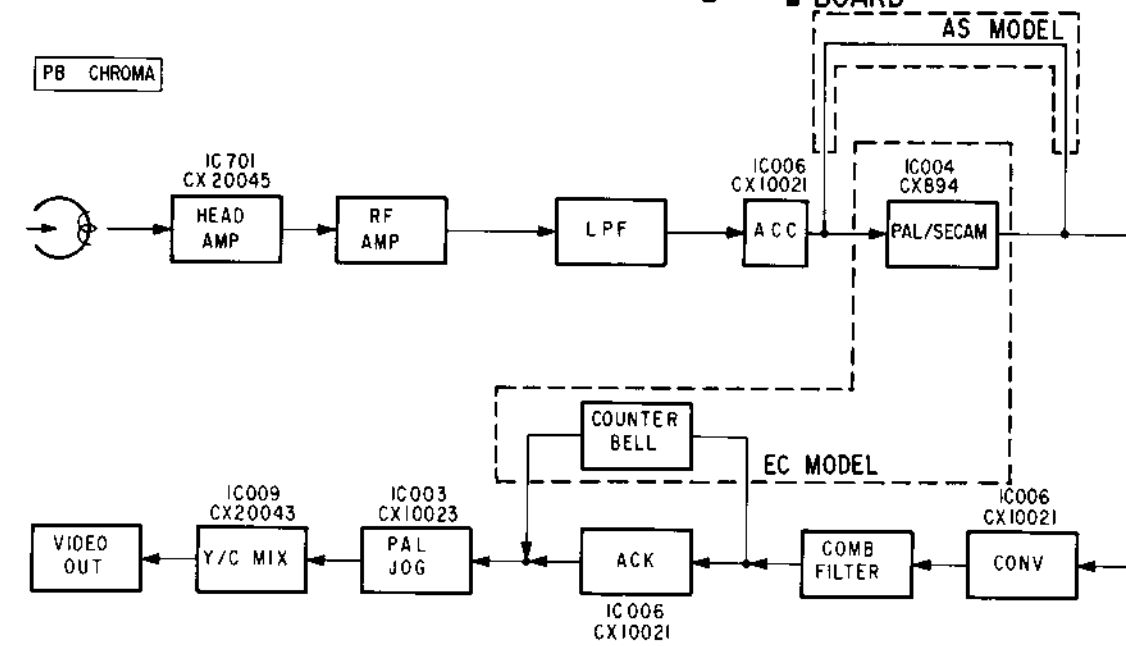 BOARD
AS MODEL
PB CHROMA
IC701
CX20045
HEAD
AMP
RF
AMP
LPF
IC006
CX10021
ACC
IC004
CX894
PAL/SECAM
COUNTER
BELL
EC MODEL
VIDEO
OUT
IC009
CX20043
Y/C MIX
IC003
CX10023
PAL
JOG
ACK
IC006
CX10021
COMB
FILTER
IC006
CX10021
CONV